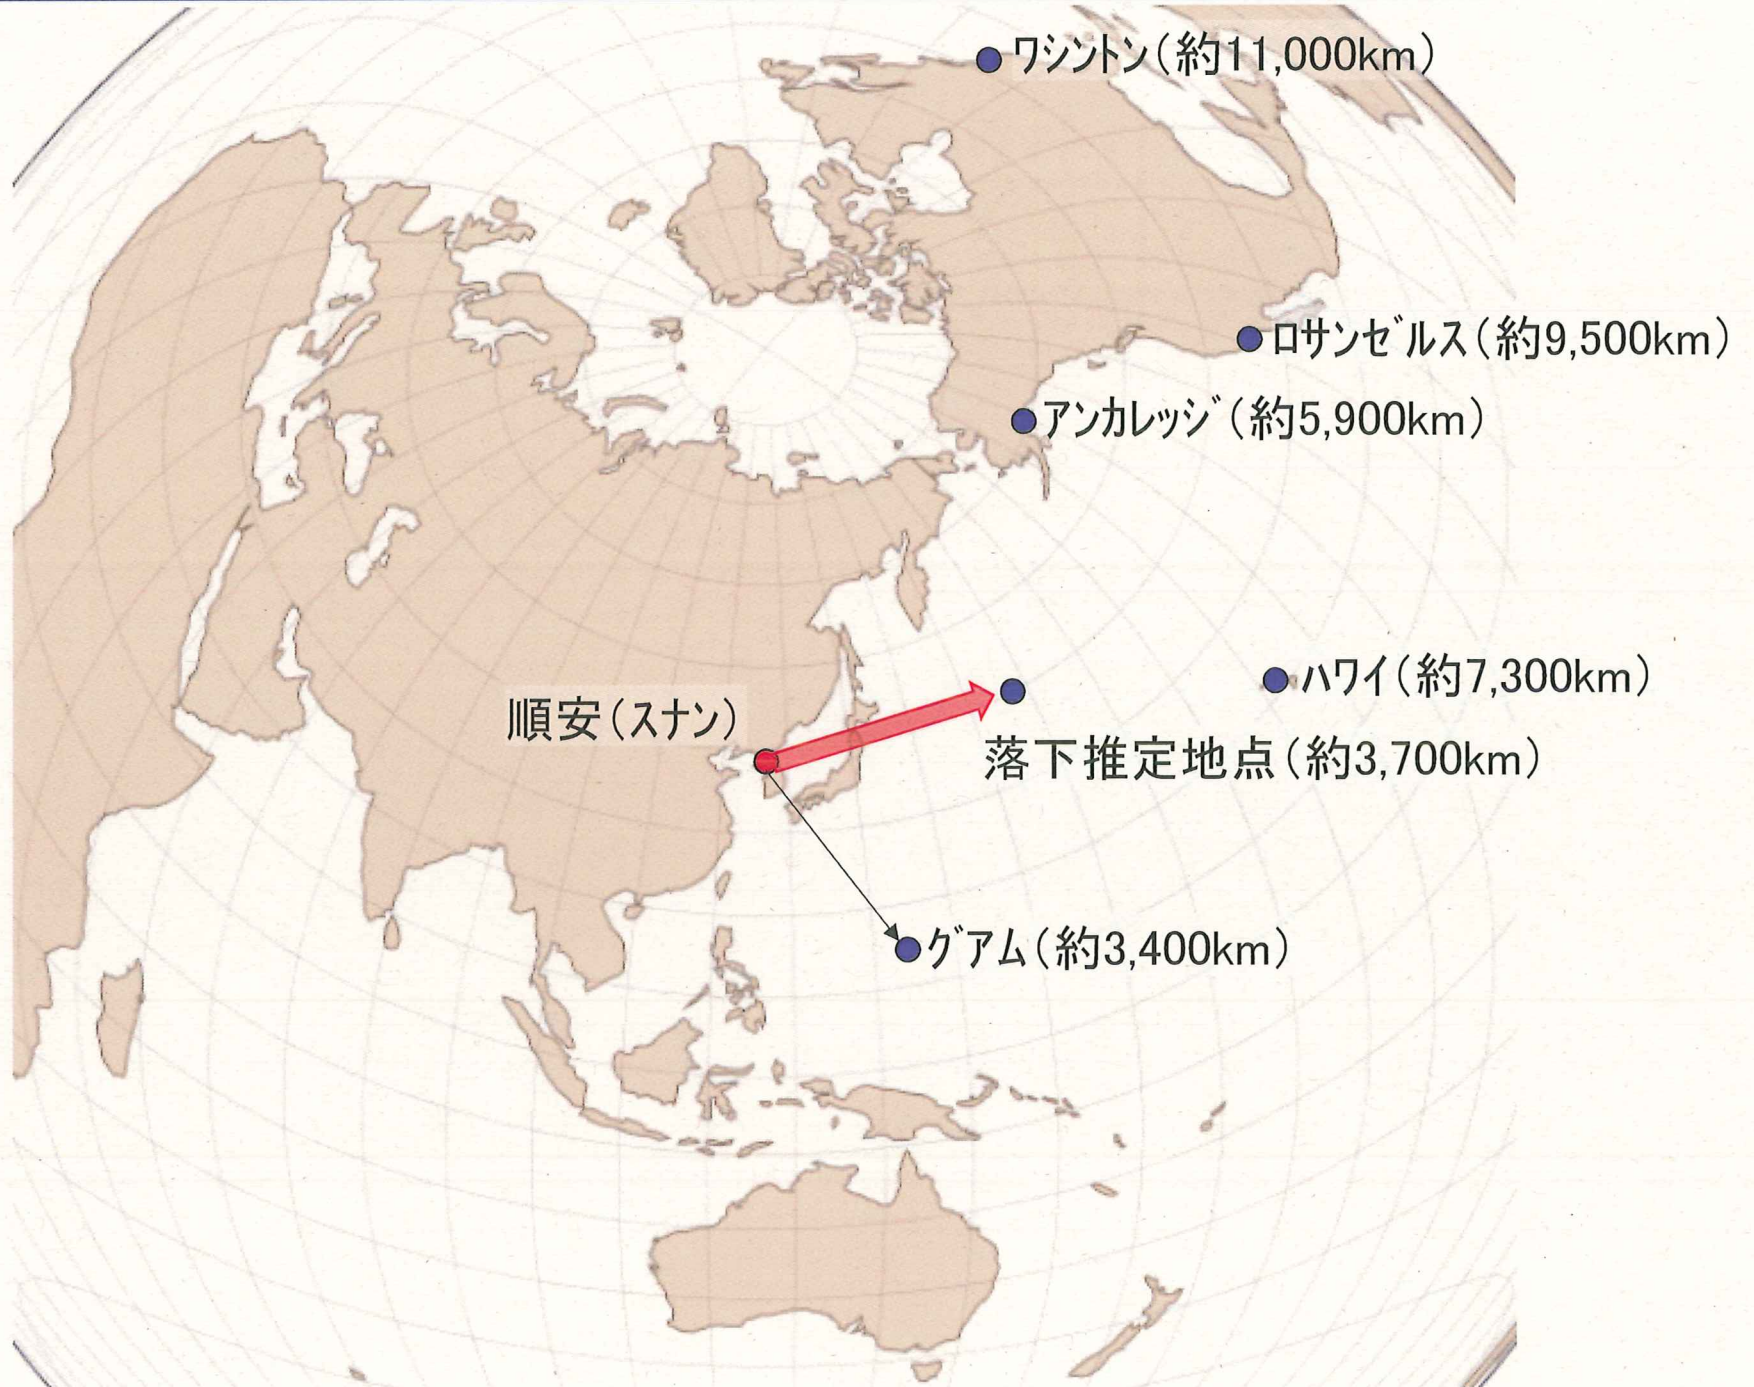 ワシントン(約11,000km)
ロサンゼルス(約9,500km)
アンカレッジ(約5,900km)
ハワイ(約7,300km)
順安(スナン)
落下推定地点(約3,700km)
グアム(約3,400km)